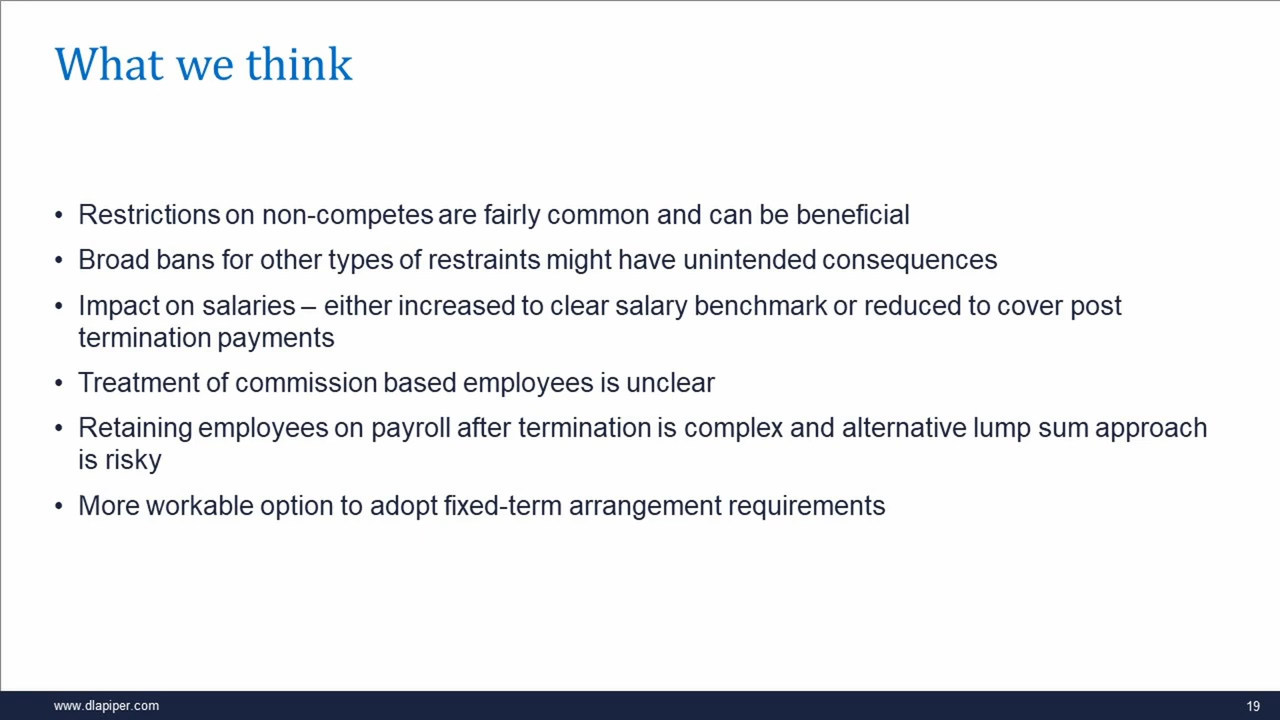 What we think
• Restrictions on non-competes are fairly common and can be beneficial
• Broad bans for other types of restraints might have unintended consequences
• Impact on salaries – either increased to clear salary benchmark or reduced to cover post
termination payments
• Treatment of commission based employees is unclear
• Retaining employees on payroll after termination is complex and alternative lump sum approach
is risky
• More workable option to adopt fixed-term arrangement requirements
www.dlapiper.com
19